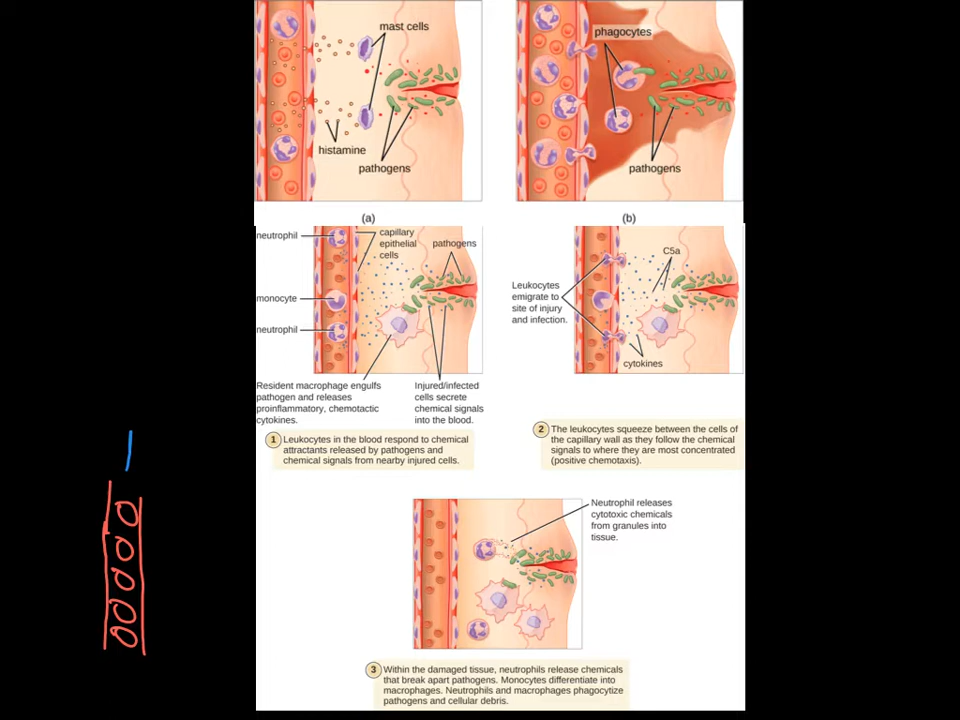 mast cells
histamine
pathogens
(a)
phagocytes
pathogens
(b)
neutrophil
monocyte
neutrophil
capillary
epithelial
cells
pathogens
Resident macrophage engulfs
pathogen and releases
proinflammatory, chemotactic
cytokines.
Injured/infected
cells secrete
chemical signals
into the blood.
1 Leukocytes in the blood respond to chemical
attractants released by pathogens and
chemical signals from nearby injured cells.
C5a
Leukocytes
emigrate to
site of injury
and infection.
cytokines
2 The leukocytes squeeze between the cells of
the capillary wall as they follow the chemical
signals to where they are most concentrated
(positive chemotaxis).
Neutrophil releases
cytotoxic chemicals
from granules into
tissue.
3 Within the damaged tissue, neutrophils release chemicals
that break apart pathogens. Monocytes differentiate into
macrophages. Neutrophils and macrophages phagocytize
pathogens and cellular debris.